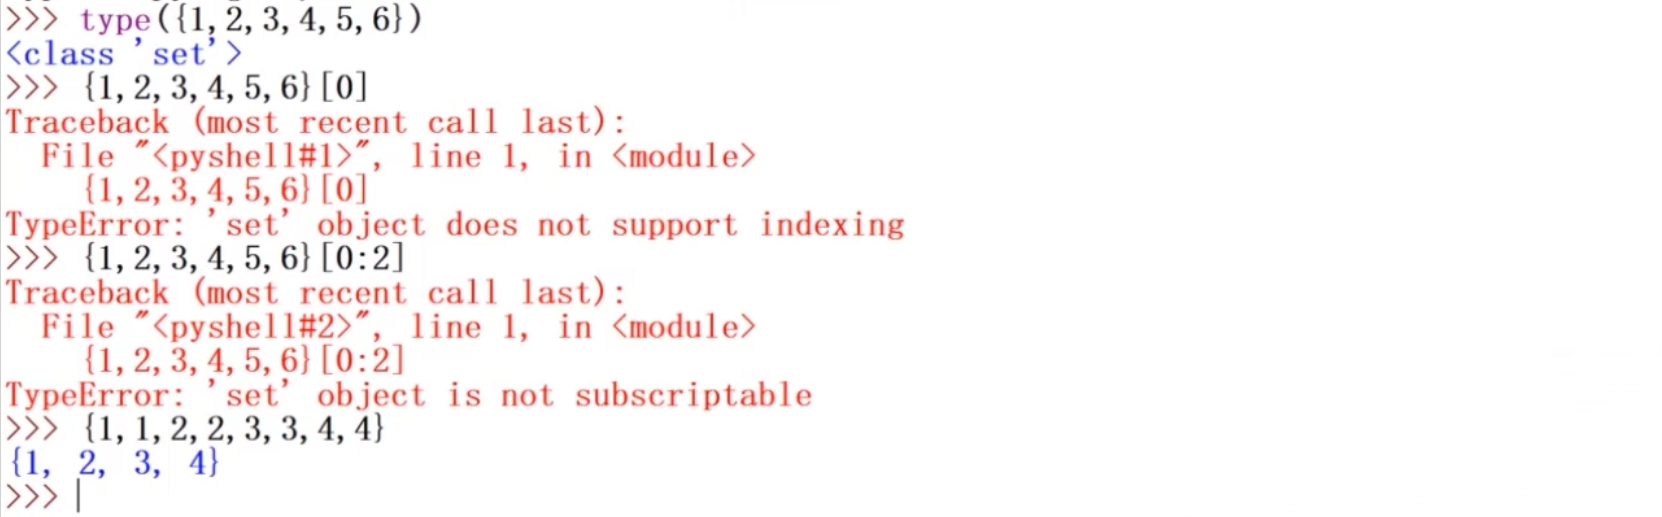 >>> type({1, 2, 3, 4, 5, 6})
<class 'set'>
>>> {1, 2, 3, 4, 5, 6}[0]
Traceback (most recent call last):
  File "<pyshell#1>", line 1, in <module>
    {1, 2, 3, 4, 5, 6}[0]
TypeError: 'set' object does not support indexing
>>> {1, 2, 3, 4, 5, 6}[0:2]
Traceback (most recent call last):
  File "<pyshell#2>", line 1, in <module>
    {1, 2, 3, 4, 5, 6}[0:2]
TypeError: 'set' object is not subscriptable
>>> {1, 1, 2, 2, 3, 3, 4, 4}
{1, 2, 3, 4}
>>>